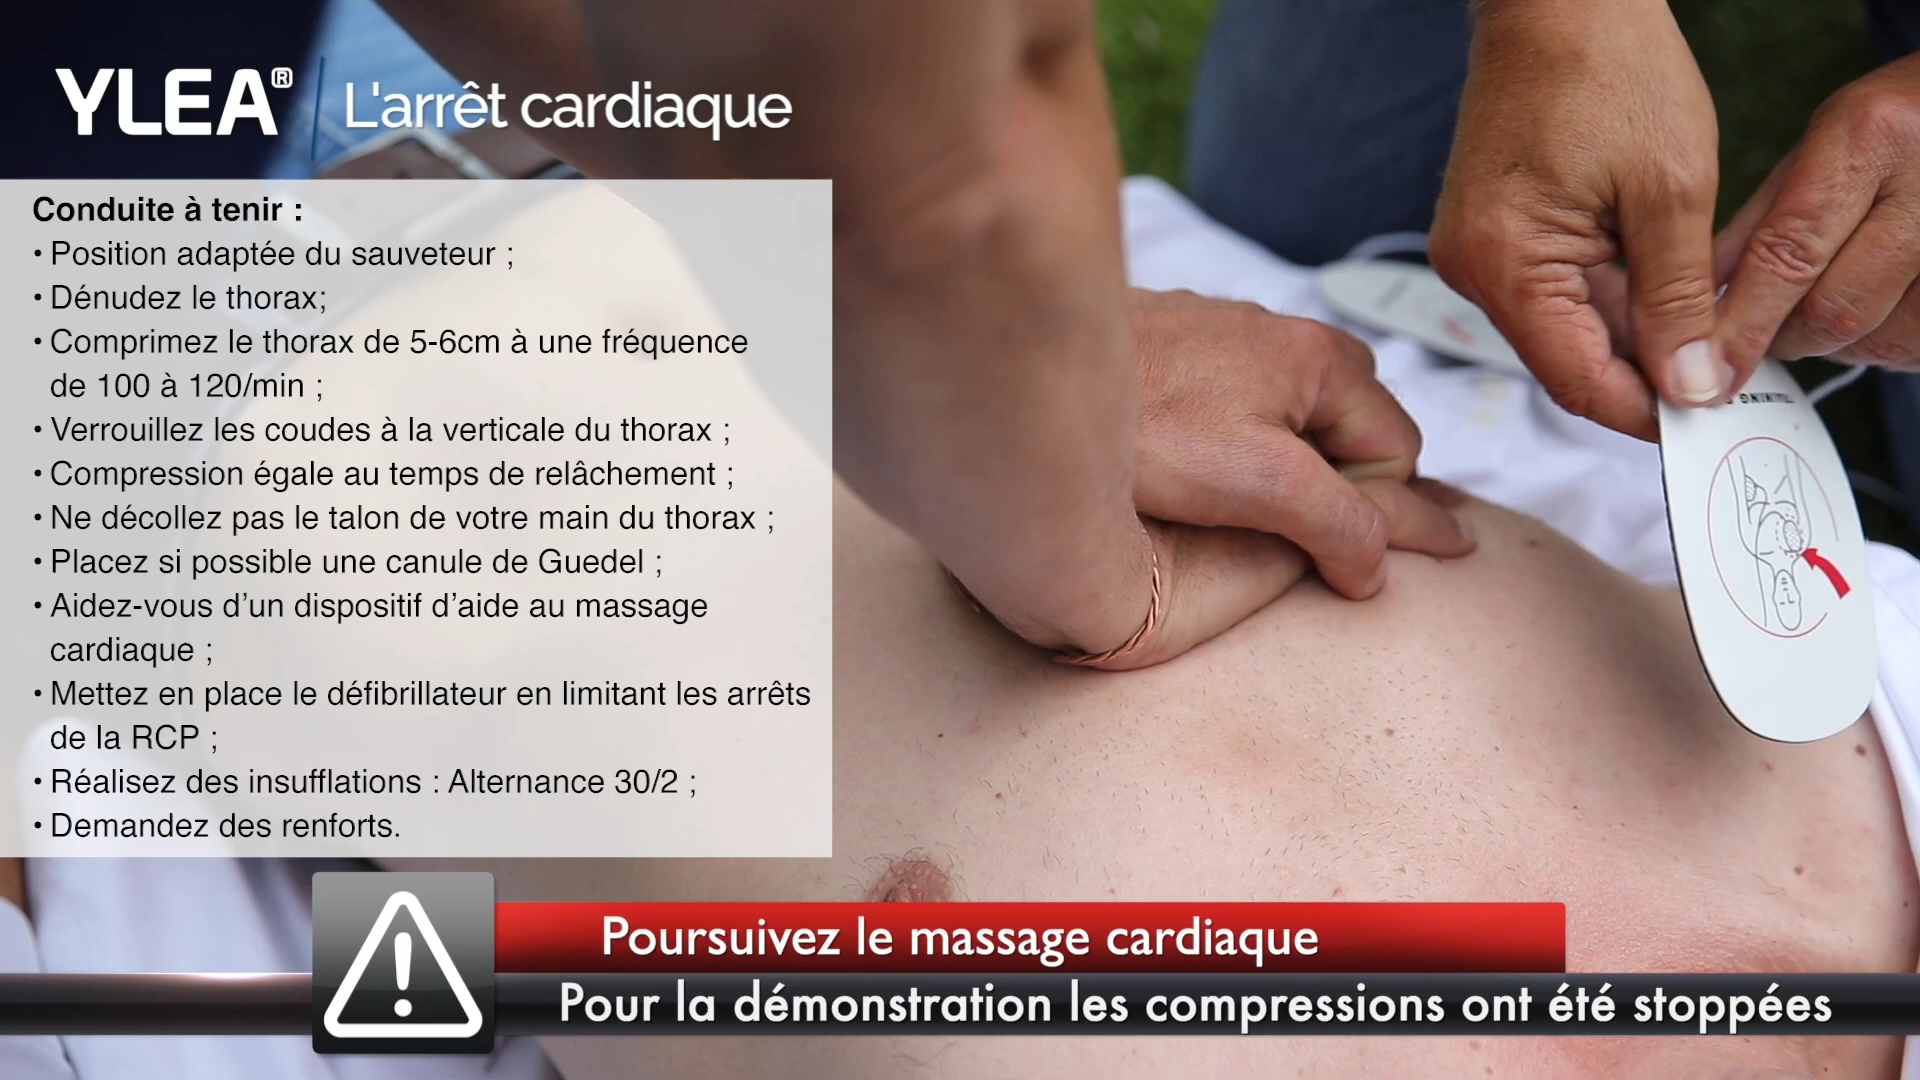 YLEA® L'arrêt cardiaque
Conduite à tenir :
• Position adaptée du sauveteur ;
• Dénudez le thorax;
• Comprimez le thorax de 5-6cm à une fréquence
de 100 à 120/min ;
• Verrouillez les coudes à la verticale du thorax ;
• Compression égale au temps de relâchement ;
• Ne décollez pas le talon de votre main du thorax ;
• Placez si possible une canule de Guedel ;
• Aidez-vous d’un dispositif d’aide au massage
cardiaque ;
• Mettez en place le défibrillateur en limitant les arrêts
de la RCP ;
• Réalisez des insufflations : Alternance 30/2 ;
• Demandez des renforts.
Poursuivez le massage cardiaque
Pour la démonstration les compressions ont été stoppées